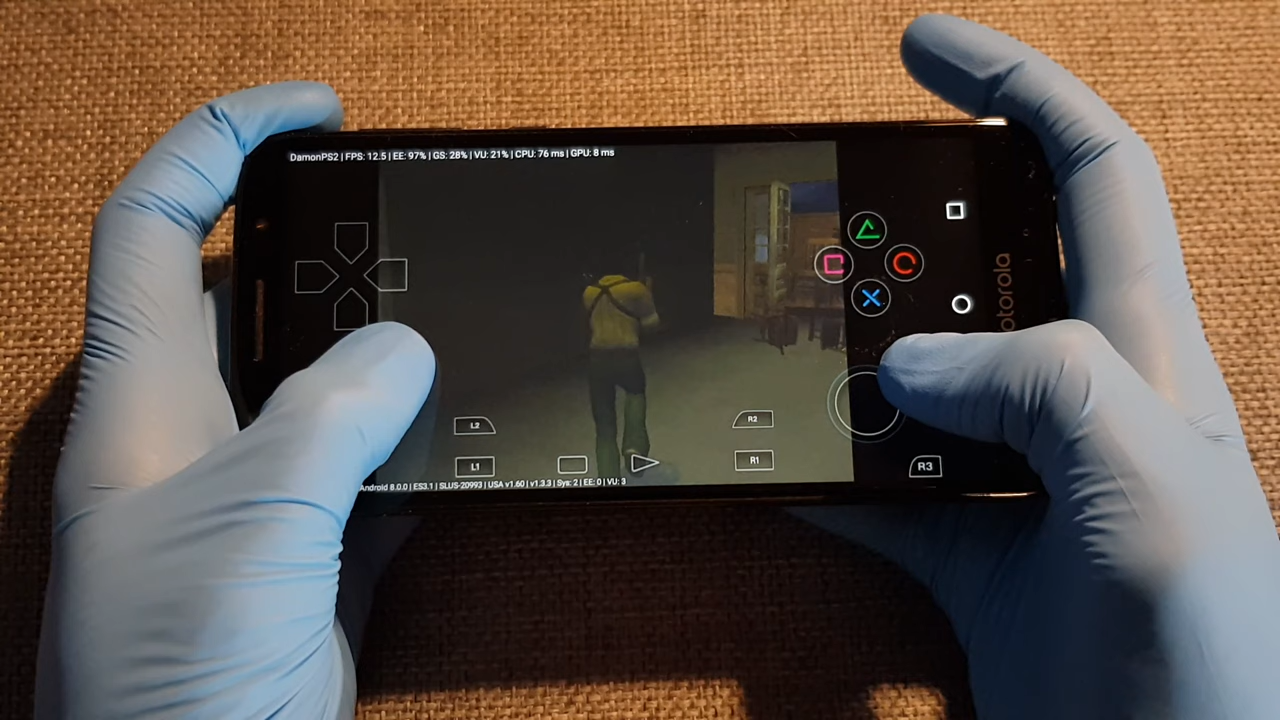 DamonPS2 | FPS: 12.5 | EE: 97% | GS: 28% | VU: 21% | CPU: 76 ms | GPU: 8 ms
otorola
L2
R2
L1
R1
R3
Android 8.0.0 | ES3.1 | SLUS-20993 | USA v1.60 | v1.3.3 | Sys: 2 | EE: 0 | VU: 3